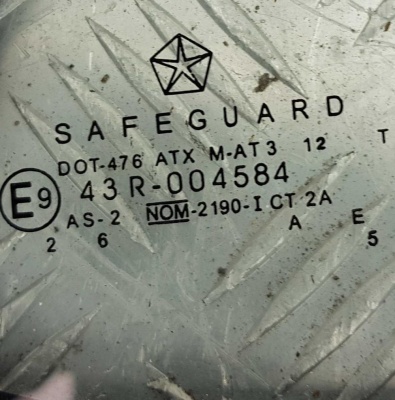 SAFEGUARD
DOT-476 ATX M-AT3 12 T
E9 43R-004584
AS-2 NOM-2190-I CT 2A
A E
2 6 5